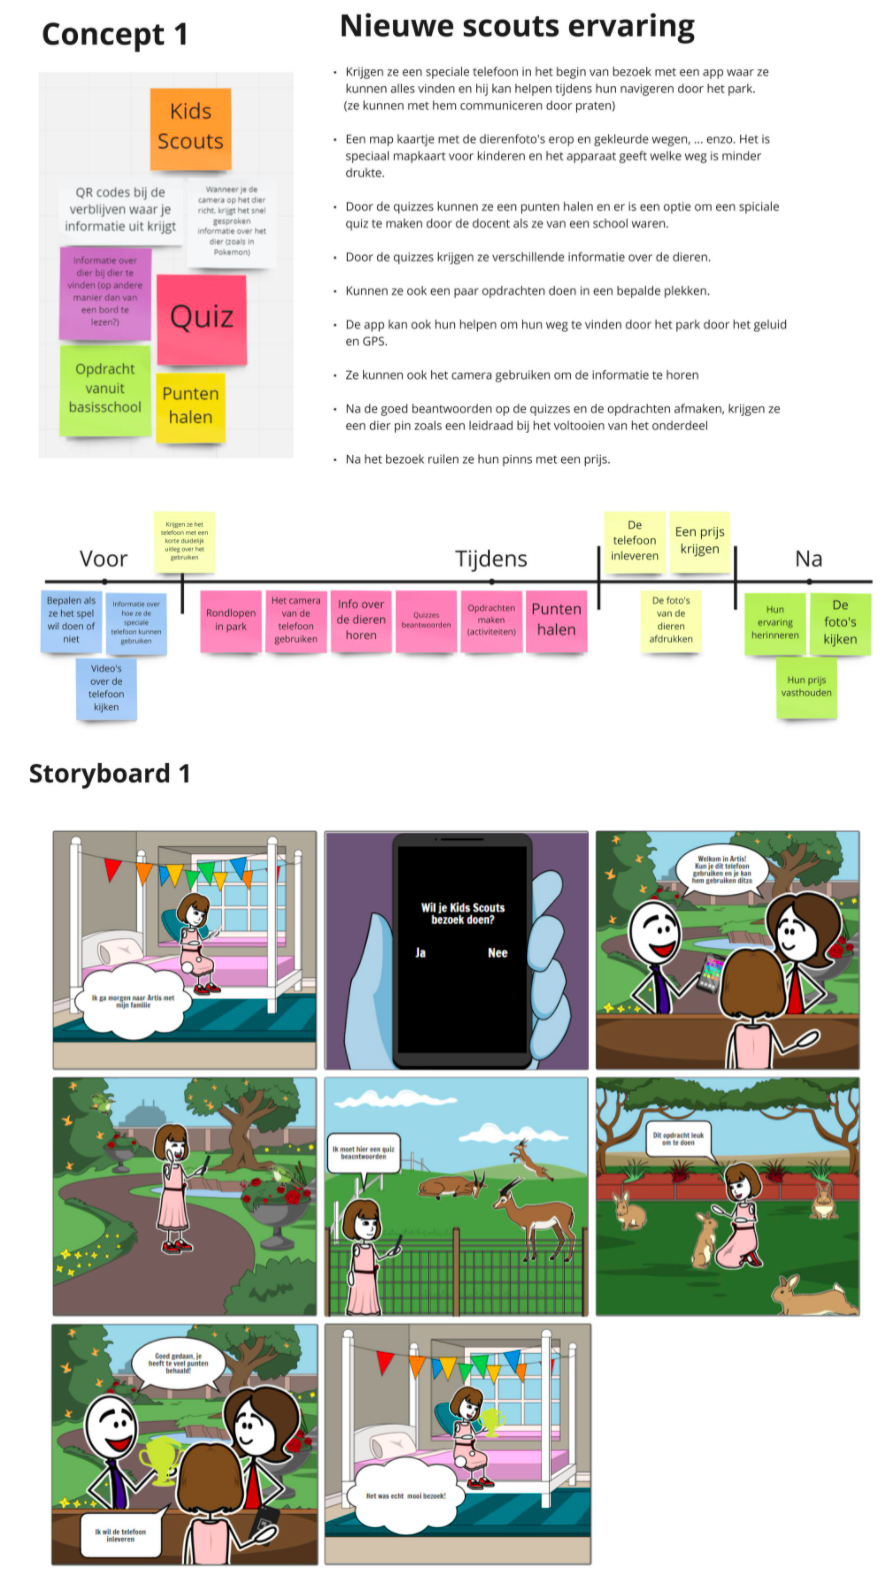 Concept 1
Nieuwe scouts ervaring
Kids
Scouts
QR codes bij de
verblijven waar je
informatie uit krijgt
Wanneer je de
camera op het dier
richt, krijgt het snel
gesproken
informatie over het
dier (zoals in
Pokemon)
Informatie over
dier bij dier te
vinden (op andere
manier dan van
een bord te
lezen?)
Quiz
Opdracht
vanuit
basisschool
Punten
halen
• Krijgen ze een speciale telefoon in het begin van bezoek met een app waar ze
kunnen alles vinden en hij kan helpen tijdens hun navigeren door het park.
(ze kunnen met hem communiceren door praten)
• Een map kaartje met de dierenfoto's erop en gekleurde wegen, ... enzo. Het is
speciaal mapkaart voor kinderen en het apparaat geeft welke weg is minder
drukte.
• Door de quizzes kunnen ze een punten halen en er is een optie om een spiciale
quiz te maken door de docent als ze van een school waren.
• Door de quizzes krijgen ze verschillende informatie over de dieren.
• Kunnen ze ook een paar opdrachten doen in een bepalde plekken.
• De app kan ook hun helpen om hun weg te vinden door het park door het geluid
en GPS.
• Ze kunnen ook het camera gebruiken om de informatie te horen
• Na de goed beantwoorden op de quizzes en de opdrachten afmaken, krijgen ze
een dier pin zoals een leidraad bij het voltooien van het onderdeel
• Na het bezoek ruilen ze hun pinns met een prijs.
Voor
Krijgen ze het
telefoon met een
korte duidelijk
uitleg over het
gebruiken
Tijdens
De
telefoon
inleveren
Een prijs
krijgen
Na
Bepalen als
ze het spel
wil doen of
niet
Informatie over
hoe ze de
speciale
telefoon kunnen
gebruiken
Video's
over de
telefoon
kijken
Rondlopen
in park
Het camera
van de
telefoon
gebruiken
Info over
de dieren
horen
Quizzes
beantwoorden
Opdrachten
maken
(activiteiten)
Punten
halen
De foto's
van de
dieren
afdrukken
Hun
ervaring
herinneren
De
foto's
kijken
Hun prijs
vasthouden
Storyboard 1
Ik ga morgen naar Artis met
mijn familie
Wil je Kids Scouts
bezoek doen?
Ja Nee
Welkom in Artis!
Kun je dit telefoon
gebruiken en je kan
hem gebruiken ditzo
Ik moet hier een quiz
beacntwoorden
Dit opdracht leuk
om te doen
Goed gedaan, je
heeft te veel punten
behaald!
Ik wil de telefoon
inleveren
Het was echt mooi bezoek!